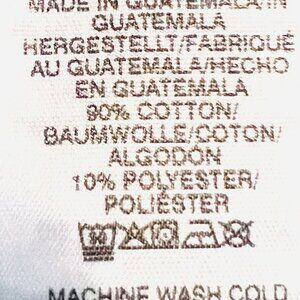 MADE IN GUATEMALA/IN
GUATEMALA
HERGESTELLT/FABRIQUÉ
AU GUATEMALA/HECHO
EN GUATEMALA
90% COTTON/
BAUMWOLLE/COTON/
ALGODÓN
10% POLYESTER/
POLIÉSTER
MACHINE WASH COLD